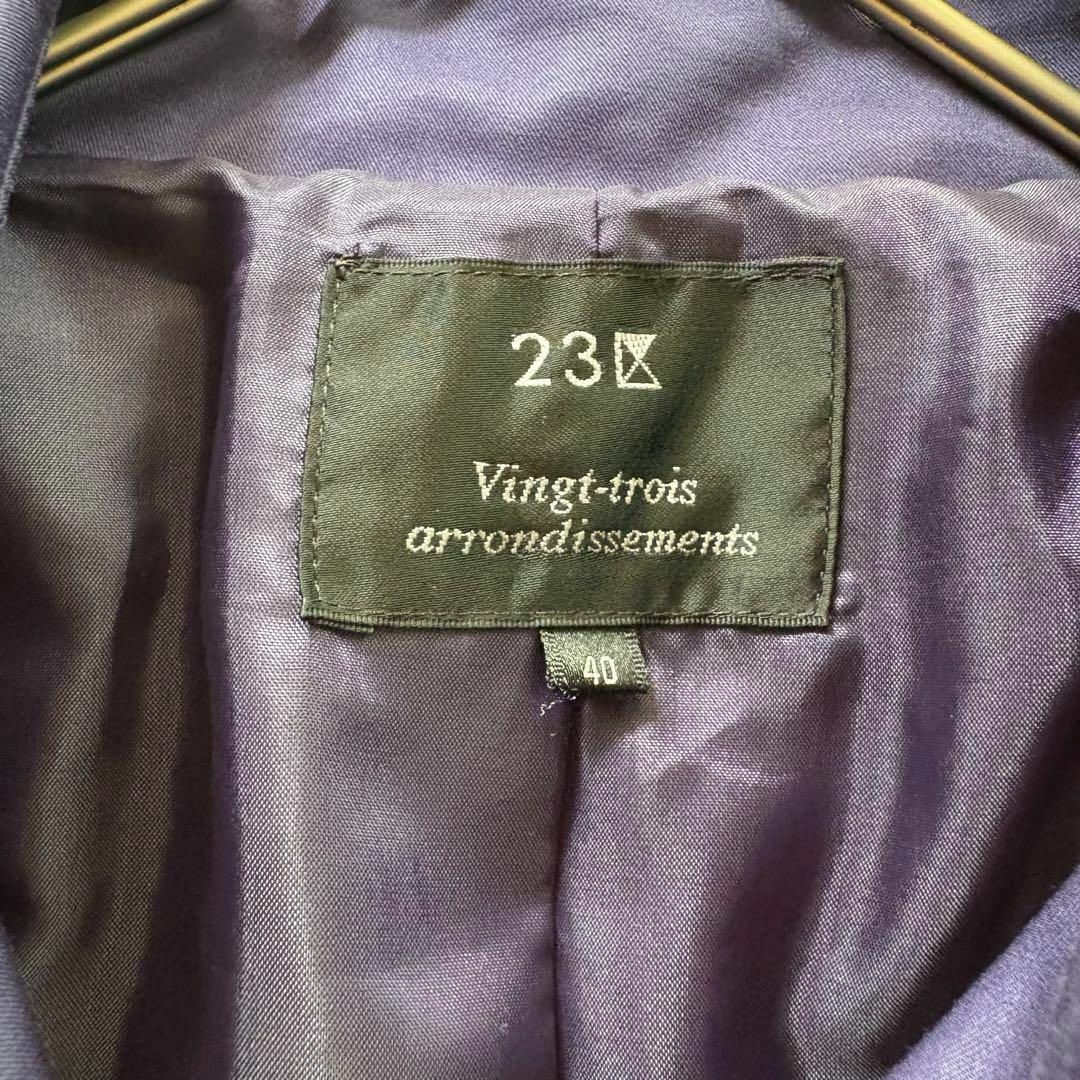 23区
Vingt-trois
arrondissements
40